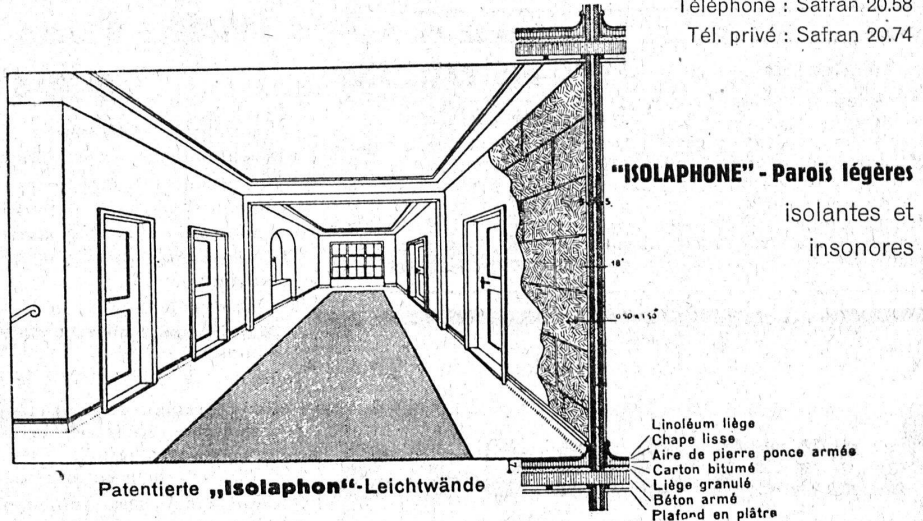 Téléphone : Safran 20.58
Tél. privé : Safran 20.74
"ISOLAPHONE" - Parois légères
isolantes et
insonores
18
Linoléum liège
Chape lisse
Aire de pierre ponce armée
Carton bitumé
Liège granulé
Béton armé
Plafond en plâtre
Patentierte „Isolaphon“-Leichtwände